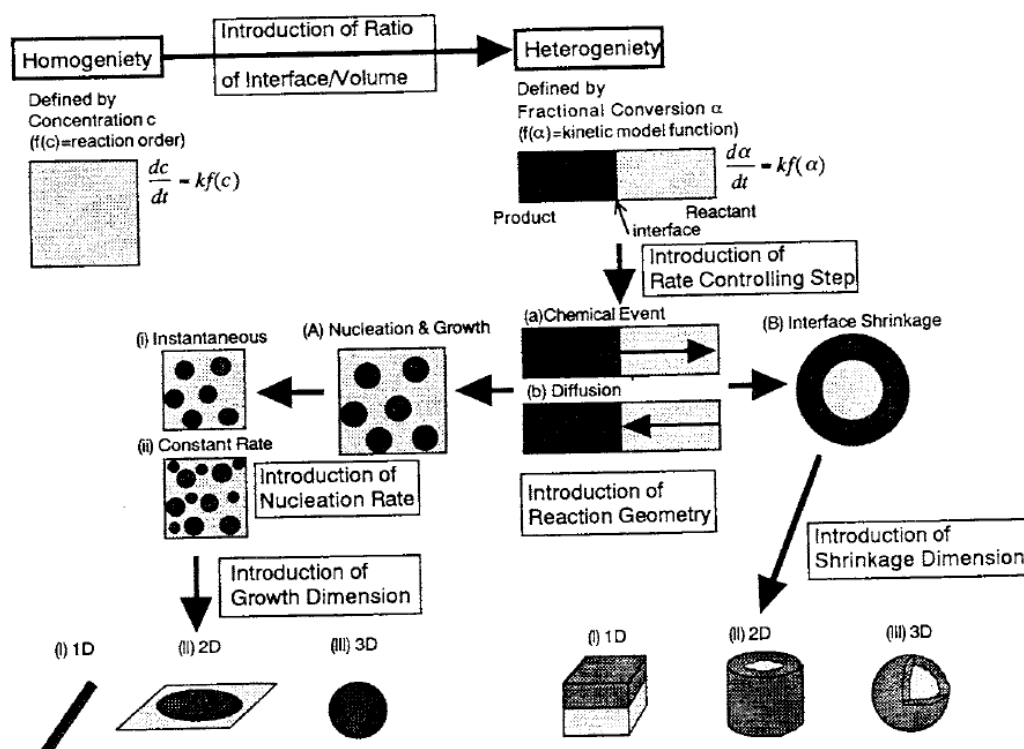 Homogeniety
Introduction of Ratio
of Interface/Volume
Heterogeniety
Defined by
Concentration c
(f(c)=reaction order)
dc/dt = kf(c)
Defined by
Fractional Conversion α
(f(α)=kinetic model function)
dα/dt = kf(α)
Product
Reactant
interface
Introduction of
Rate Controlling Step
(a)Chemical Event
(b) Diffusion
(A) Nucleation & Growth
(B) Interface Shrinkage
(i) Instantaneous
(ii) Constant Rate
Introduction of
Nucleation Rate
Introduction of
Reaction Geometry
Introduction of
Growth Dimension
Introduction of
Shrinkage Dimension
(I) 1D
(II) 2D
(III) 3D
(I) 1D
(II) 2D
(III) 3D